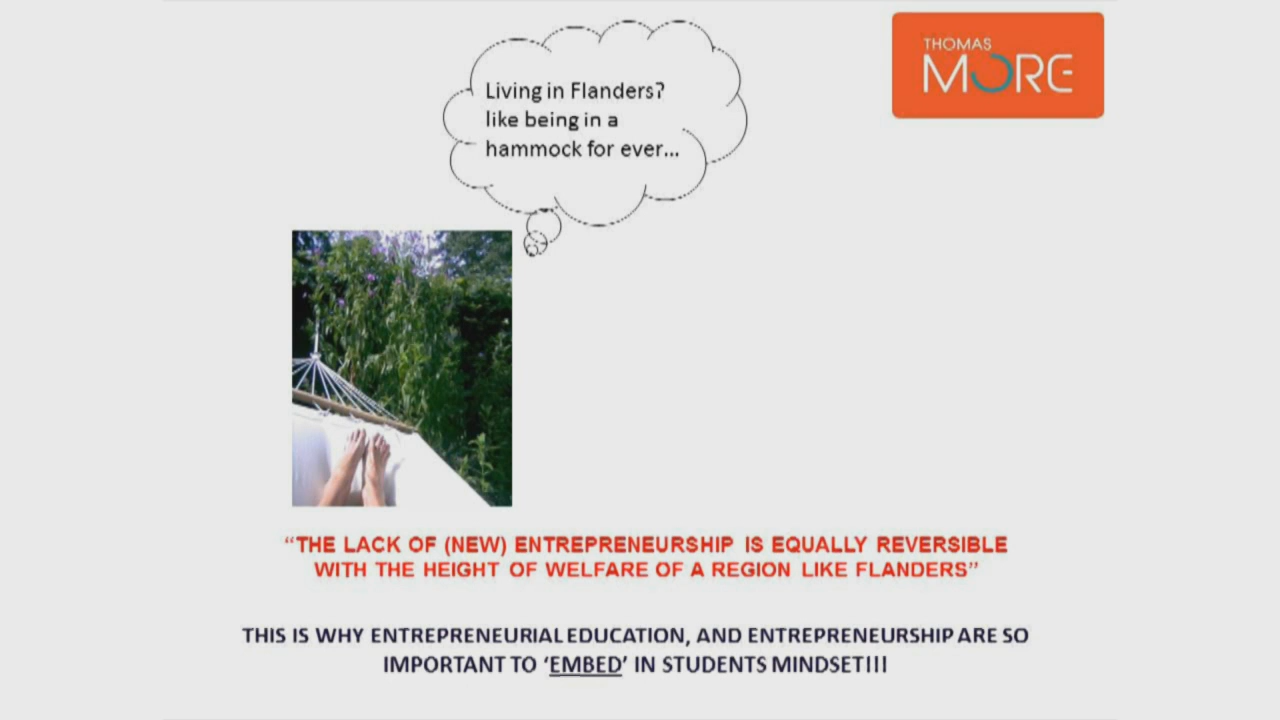 THOMAS
MORE
Living in Flanders?
like being in a
hammock for ever...
“THE LACK OF (NEW) ENTREPRENEURSHIP IS EQUALLY REVERSIBLE
WITH THE HEIGHT OF WELFARE OF A REGION LIKE FLANDERS”
THIS IS WHY ENTREPRENEURIAL EDUCATION, AND ENTREPRENEURSHIP ARE SO
IMPORTANT TO ‘EMBED’ IN STUDENTS MINDSET!!!